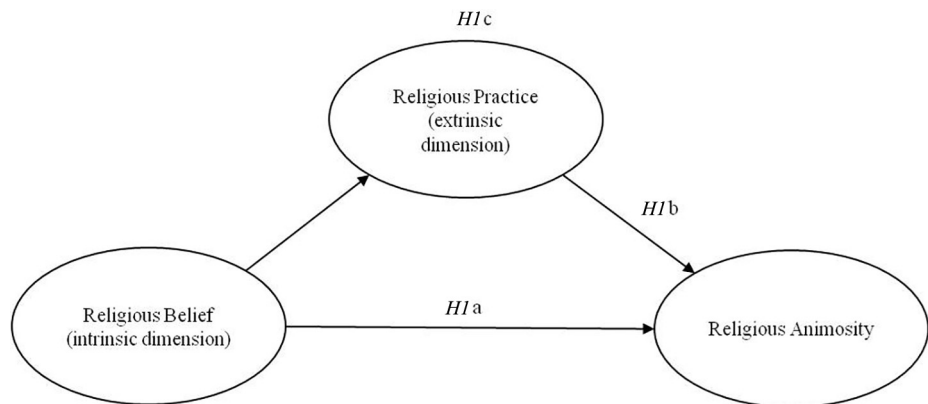 H1c
Religious Practice
(extrinsic
dimension)
H1b
Religious Belief
(intrinsic dimension)
H1a
Religious Animosity